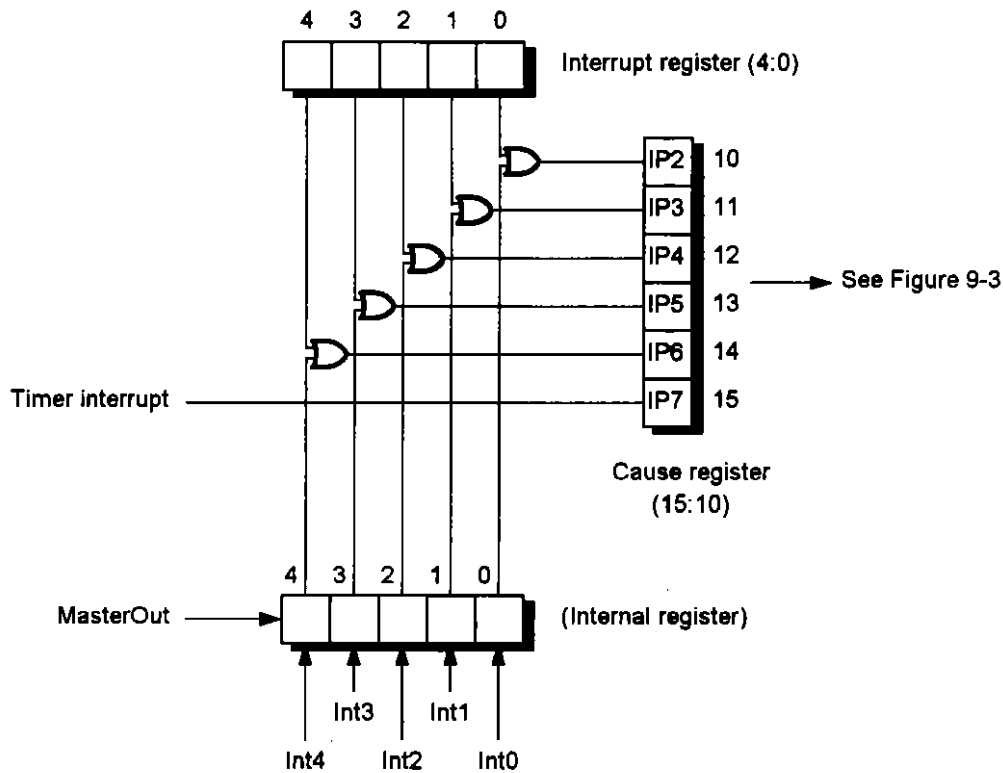 4 3 2 1 0
Interrupt register (4:0)
IP2 10
IP3 11
IP4 12
See Figure 9-3
IP5 13
IP6 14
Timer interrupt
IP7 15
Cause register
(15:10)
4 3 2 1 0
MasterOut
(Internal register)
Int3 Int1
Int4 Int2 Int0